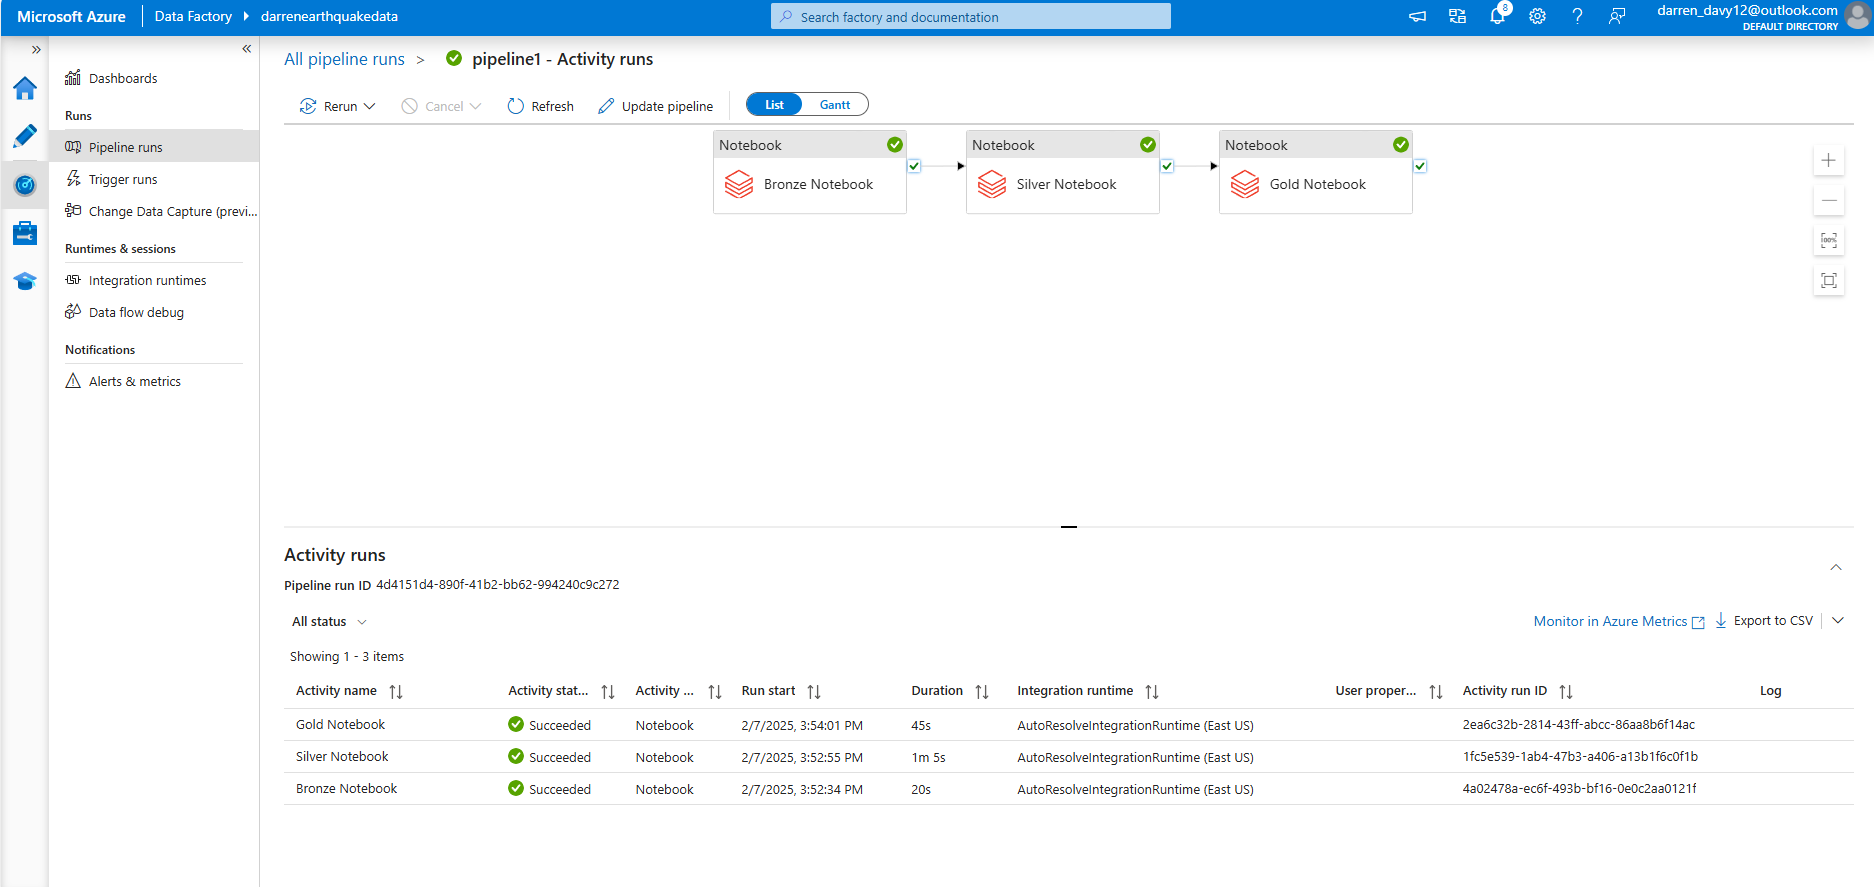 Microsoft Azure Data Factory darrenearthquakedata Search factory and documentation 8 darren_davy12@outlook.com
DEFAULT DIRECTORY
Dashboards
Runs
Pipeline runs
Trigger runs
Change Data Capture (previ...
Runtimes & sessions
Integration runtimes
Data flow debug
Notifications
Alerts & metrics
All pipeline runs > pipeline1 - Activity runs
Rerun Cancel Refresh Update pipeline List Gantt
Notebook Notebook Notebook
Bronze Notebook Silver Notebook Gold Notebook
100%
Activity runs
Pipeline run ID 4d4151d4-890f-41b2-bb62-994240c9c272
All status Monitor in Azure Metrics Export to CSV
Showing 1 - 3 items
Activity name Activity stat... Activity ... Run start Duration Integration runtime User proper... Activity run ID Log
Gold Notebook Succeeded Notebook 2/7/2025, 3:54:01 PM 45s AutoResolveIntegrationRuntime (East US) 2ea6c32b-2814-43ff-abcc-86aa8b6f14ac
Silver Notebook Succeeded Notebook 2/7/2025, 3:52:55 PM 1m 5s AutoResolveIntegrationRuntime (East US) 1fc5e539-1ab4-47b3-a406-a13b1f6c0f1b
Bronze Notebook Succeeded Notebook 2/7/2025, 3:52:34 PM 20s AutoResolveIntegrationRuntime (East US) 4a02478a-ec6f-493b-bf16-0e0c2aa0121f